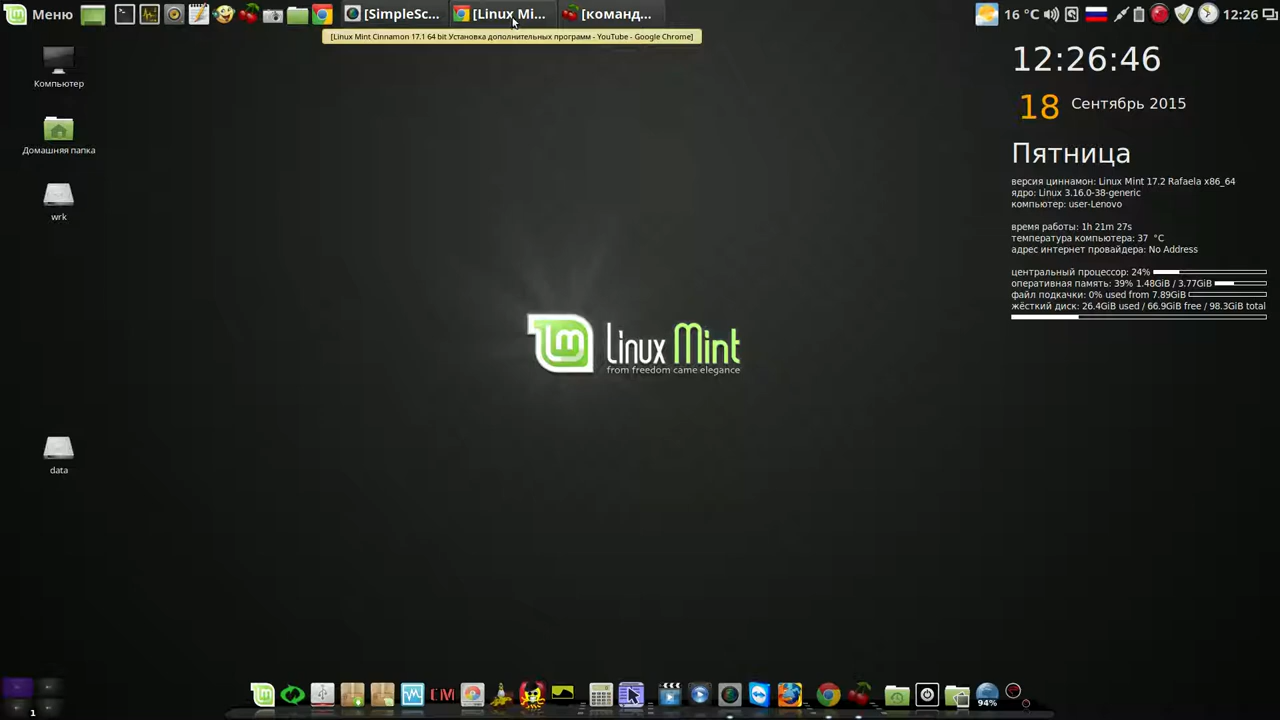 Меню
[SimpleSc...
[Linux Mi...
[команд...
16 °C
12:26
[Linux Mint Cinnamon 17.1 64 bit Установка дополнительных программ - YouTube - Google Chrome]
Компьютер
Домашняя папка
wrk
data
12:26:46
18 Сентябрь 2015
Пятница
версия циннамон: Linux Mint 17.2 Rafaela x86_64
ядро: Linux 3.16.0-38-generic
компьютер: user-Lenovo
время работы: 1h 21m 27s
температура компьютера: 37 °C
адрес интернет провайдера: No Address
центральный процессор: 24%
оперативная память: 39% 1.48GiB / 3.77GiB
файл подкачки: 0% used from 7.89GiB
жёсткий диск: 26.4GiB used / 66.9GiB free / 98.3GiB total
Linux Mint
from freedom came elegance
1
94%